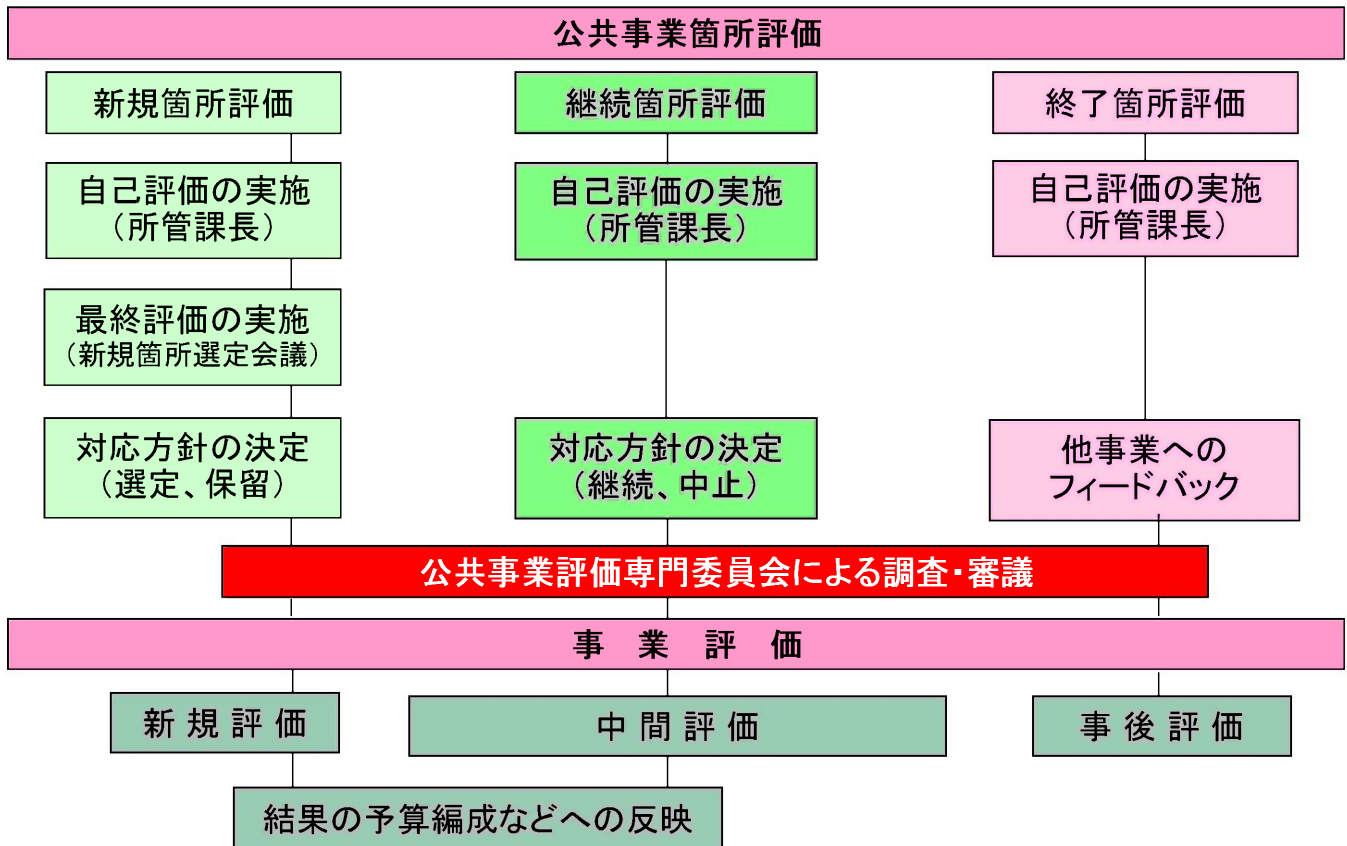 公共事業箇所評価
新規箇所評価
継続箇所評価
終了箇所評価
自己評価の実施
(所管課長)
自己評価の実施
(所管課長)
自己評価の実施
(所管課長)
最終評価の実施
(新規箇所選定会議)
対応方針の決定
(選定、保留)
対応方針の決定
(継続、中止)
他事業への
フィードバック
公共事業評価専門委員会による調査・審議
事 業 評 価
新 規 評 価
中 間 評 価
事 後 評 価
結果の予算編成などへの反映